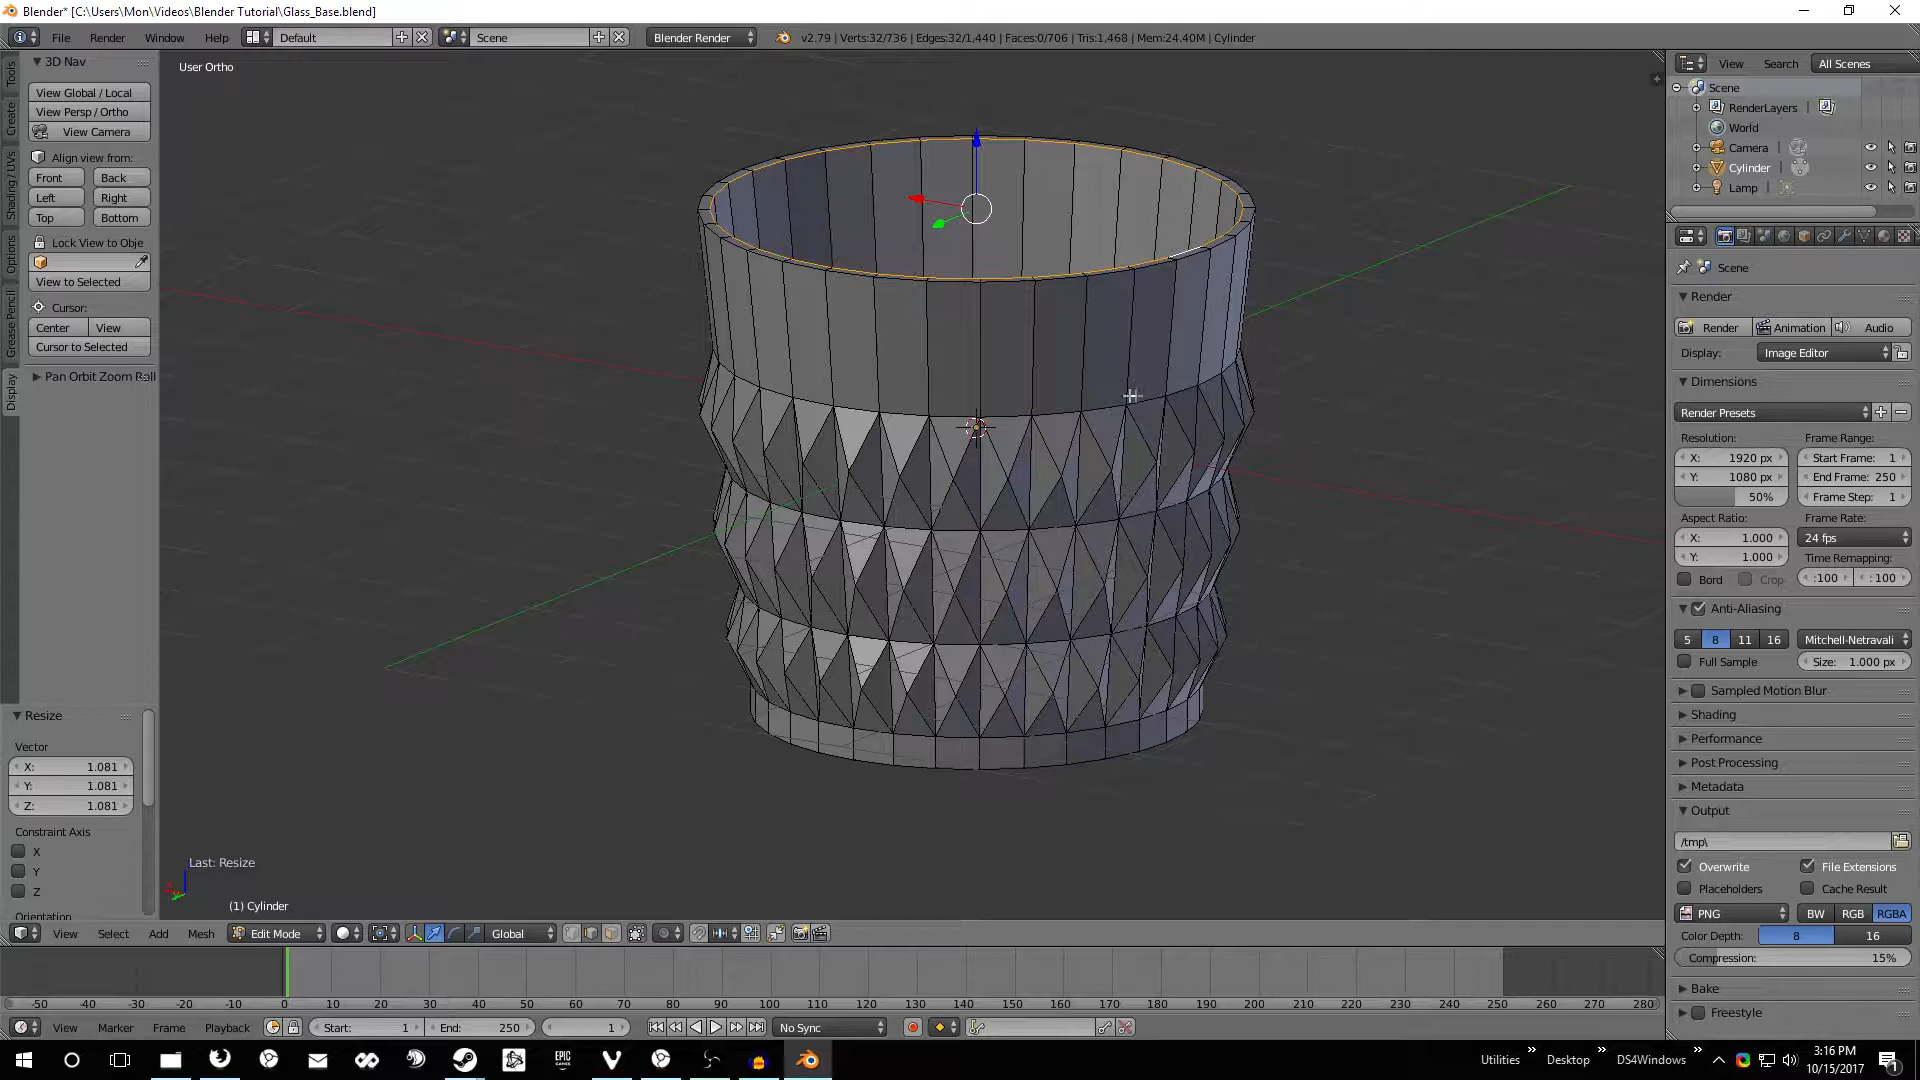 Blender* [C:\Users\Mon\Videos\Blender Tutorial\Glass_Base.blend]
File Render Window Help Default Scene Blender Render v2.79 | Verts:32/736 | Edges:32/1,440 | Faces:0/706 | Tris:1,468 | Mem:24.40M | Cylinder
3D Nav
View Global / Local
View Persp / Ortho
View Camera
Align view from:
Front Back
Left Right
Top Bottom
Lock View to Obje
View to Selected
Cursor:
Center View
Cursor to Selected
Pan Orbit Zoom Roll
Tools
Create
Shading / UVs
Options
Grease Pencil
Display
Resize
Vector
X: 1.081
Y: 1.081
Z: 1.081
Constraint Axis
X
Y
Z
Orientation
User Ortho
Last: Resize
(1) Cylinder
View Select Add Mesh Edit Mode Global
View Search All Scenes
Scene
RenderLayers
World
Camera
Cylinder
Lamp
Scene
Render
Render Animation Audio
Display: Image Editor
Dimensions
Render Presets
Resolution: Frame Range:
X: 1920 px Start Frame: 1
Y: 1080 px End Frame: 250
50% Frame Step: 1
Aspect Ratio: Frame Rate:
X: 1.000 24 fps
Y: 1.000 Time Remapping:
Bord Crop :100 : 100
Anti-Aliasing
5 8 11 16 Mitchell-Netravali
Full Sample Size: 1.000 px
Sampled Motion Blur
Shading
Performance
Post Processing
Metadata
Output
/tmp\
Overwrite File Extensions
Placeholders Cache Result
PNG BW RGB RGBA
Color Depth: 8 16
Compression: 15%
Bake
Freestyle
-50 -40 -30 -20 -10 0 10 20 30 40 50 60 70 80 90 100 110 120 130 140 150 160 170 180 190 200 210 220 230 240 250 260 270 280
View Marker Frame Playback Start: 1 End: 250 1 No Sync
EPIC GAMES
Utilities Desktop DS4Windows
3:16 PM
10/15/2017
1